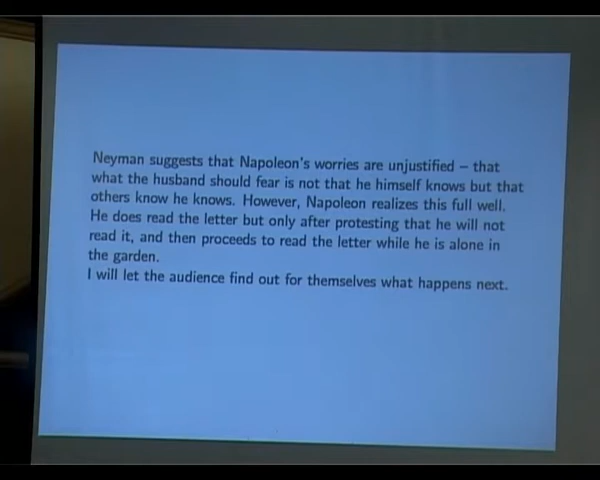 Neyman suggests that Napoleon's worries are unjustified – that
what the husband should fear is not that he himself knows but that
others know he knows. However, Napoleon realizes this full well.
He does read the letter but only after protesting that he will not
read it, and then proceeds to read the letter while he is alone in
the garden.
I will let the audience find out for themselves what happens next.